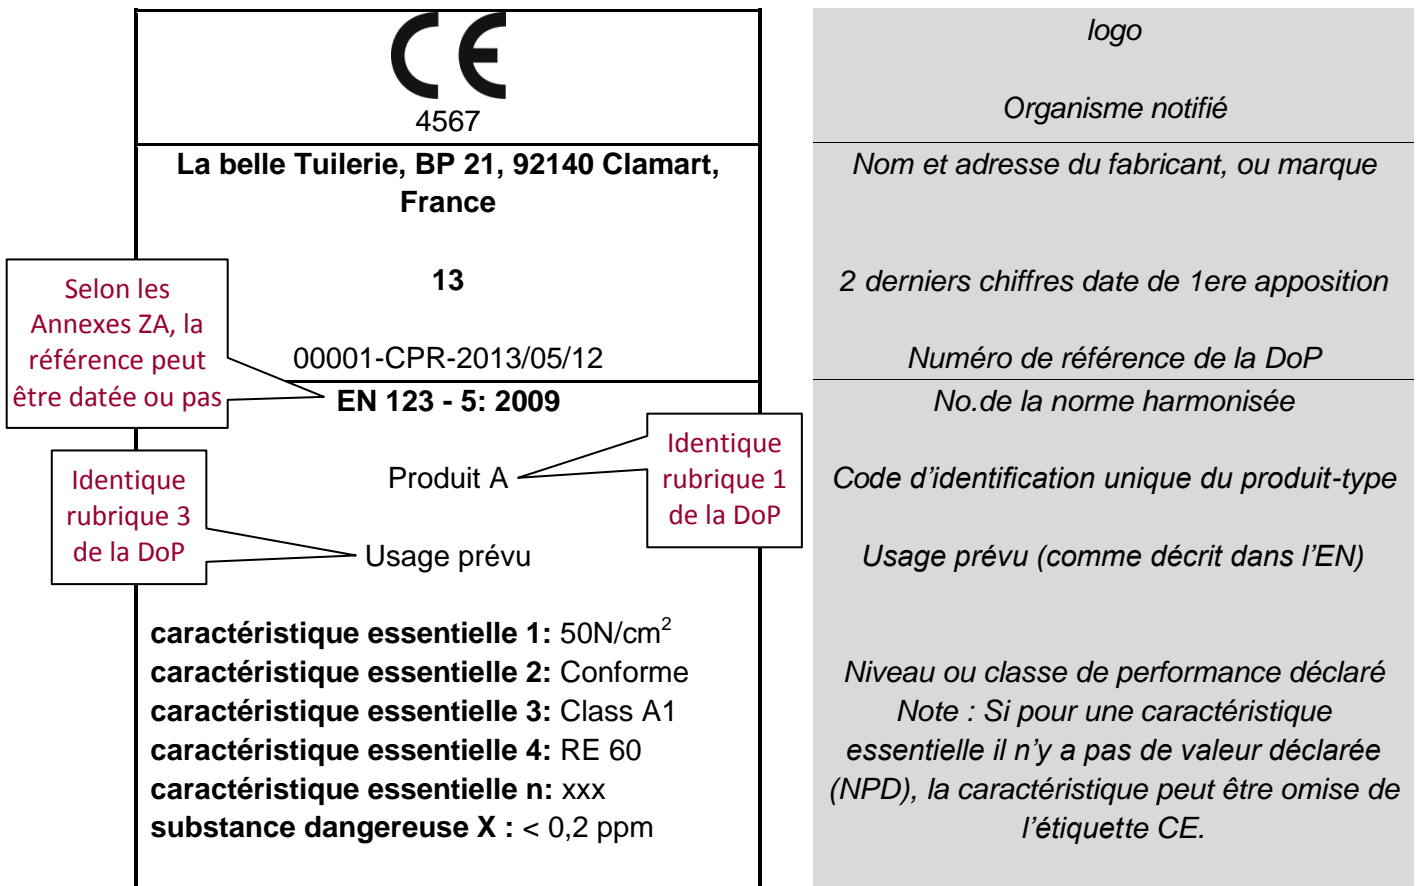 CE
4567
La belle Tuilerie, BP 21, 92140 Clamart,
France
13
00001-CPR-2013/05/12
EN 123 - 5: 2009
Produit A
Usage prévu
caractéristique essentielle 1: 50N/cm²
caractéristique essentielle 2: Conforme
caractéristique essentielle 3: Class A1
caractéristique essentielle 4: RE 60
caractéristique essentielle n: xxx
substance dangereuse X : < 0,2 ppm
Selon les
Annexes ZA, la
référence peut
être datée ou pas
Identique
rubrique 3
de la DoP
Identique
rubrique 1
de la DoP
logo
Organisme notifié
Nom et adresse du fabricant, ou marque
2 derniers chiffres date de 1ere apposition
Numéro de référence de la DoP
No.de la norme harmonisée
Code d’identification unique du produit-type
Usage prévu (comme décrit dans l’EN)
Niveau ou classe de performance déclaré
Note : Si pour une caractéristique
essentielle il n’y a pas de valeur déclarée
(NPD), la caractéristique peut être omise de
l’étiquette CE.